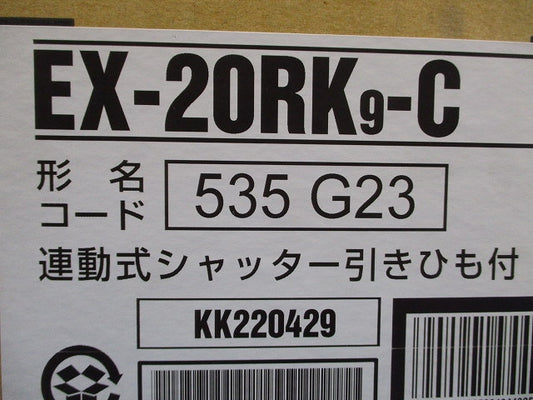 EX-20RK9-C
形名
コード
535 G23
連動式シャッター引きひも付
KK220429